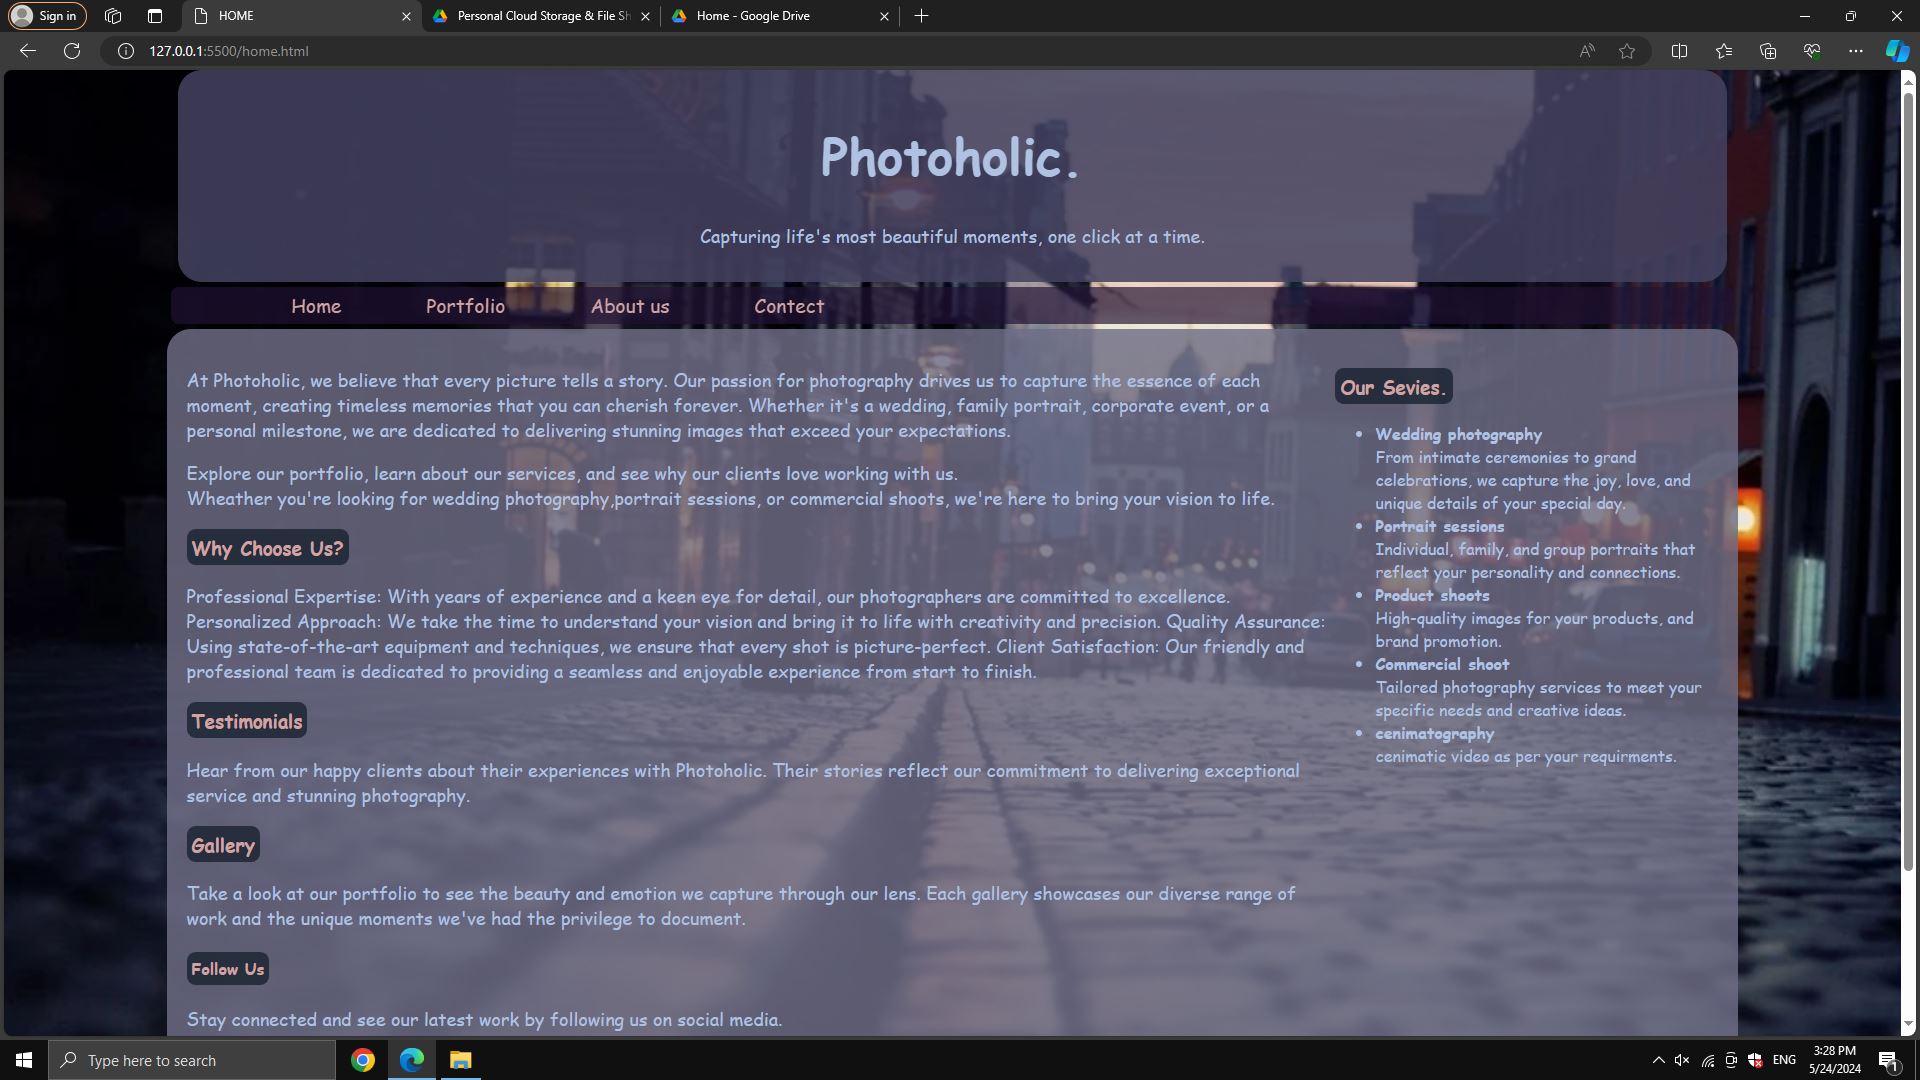 Sign in
HOME
Personal Cloud Storage & File Sh
Home - Google Drive
127.0.0.1:5500/home.html
Photoholic.
Capturing life's most beautiful moments, one click at a time.
Home
Portfolio
About us
Contect
At Photoholic, we believe that every picture tells a story. Our passion for photography drives us to capture the essence of each
moment, creating timeless memories that you can cherish forever. Whether it's a wedding, family portrait, corporate event, or a
personal milestone, we are dedicated to delivering stunning images that exceed your expectations.
Explore our portfolio, learn about our services, and see why our clients love working with us.
Wheather you're looking for wedding photography,portrait sessions, or commercial shoots, we're here to bring your vision to life.
Why Choose Us?
Professional Expertise: With years of experience and a keen eye for detail, our photographers are committed to excellence.
Personalized Approach: We take the time to understand your vision and bring it to life with creativity and precision. Quality Assurance:
Using state-of-the-art equipment and techniques, we ensure that every shot is picture-perfect. Client Satisfaction: Our friendly and
professional team is dedicated to providing a seamless and enjoyable experience from start to finish.
Testimonials
Hear from our happy clients about their experiences with Photoholic. Their stories reflect our commitment to delivering exceptional
service and stunning photography.
Gallery
Take a look at our portfolio to see the beauty and emotion we capture through our lens. Each gallery showcases our diverse range of
work and the unique moments we've had the privilege to document.
Follow Us
Stay connected and see our latest work by following us on social media.
Our Sevies.
Wedding photography
From intimate ceremonies to grand
celebrations, we capture the joy, love, and
unique details of your special day.
Portrait sessions
Individual, family, and group portraits that
reflect your personality and connections.
Product shoots
High-quality images for your products, and
brand promotion.
Commercial shoot
Tailored photography services to meet your
specific needs and creative ideas.
cenimatography
cenimatic video as per your requirments.
Type here to search
ENG
3:28 PM
5/24/2024
1